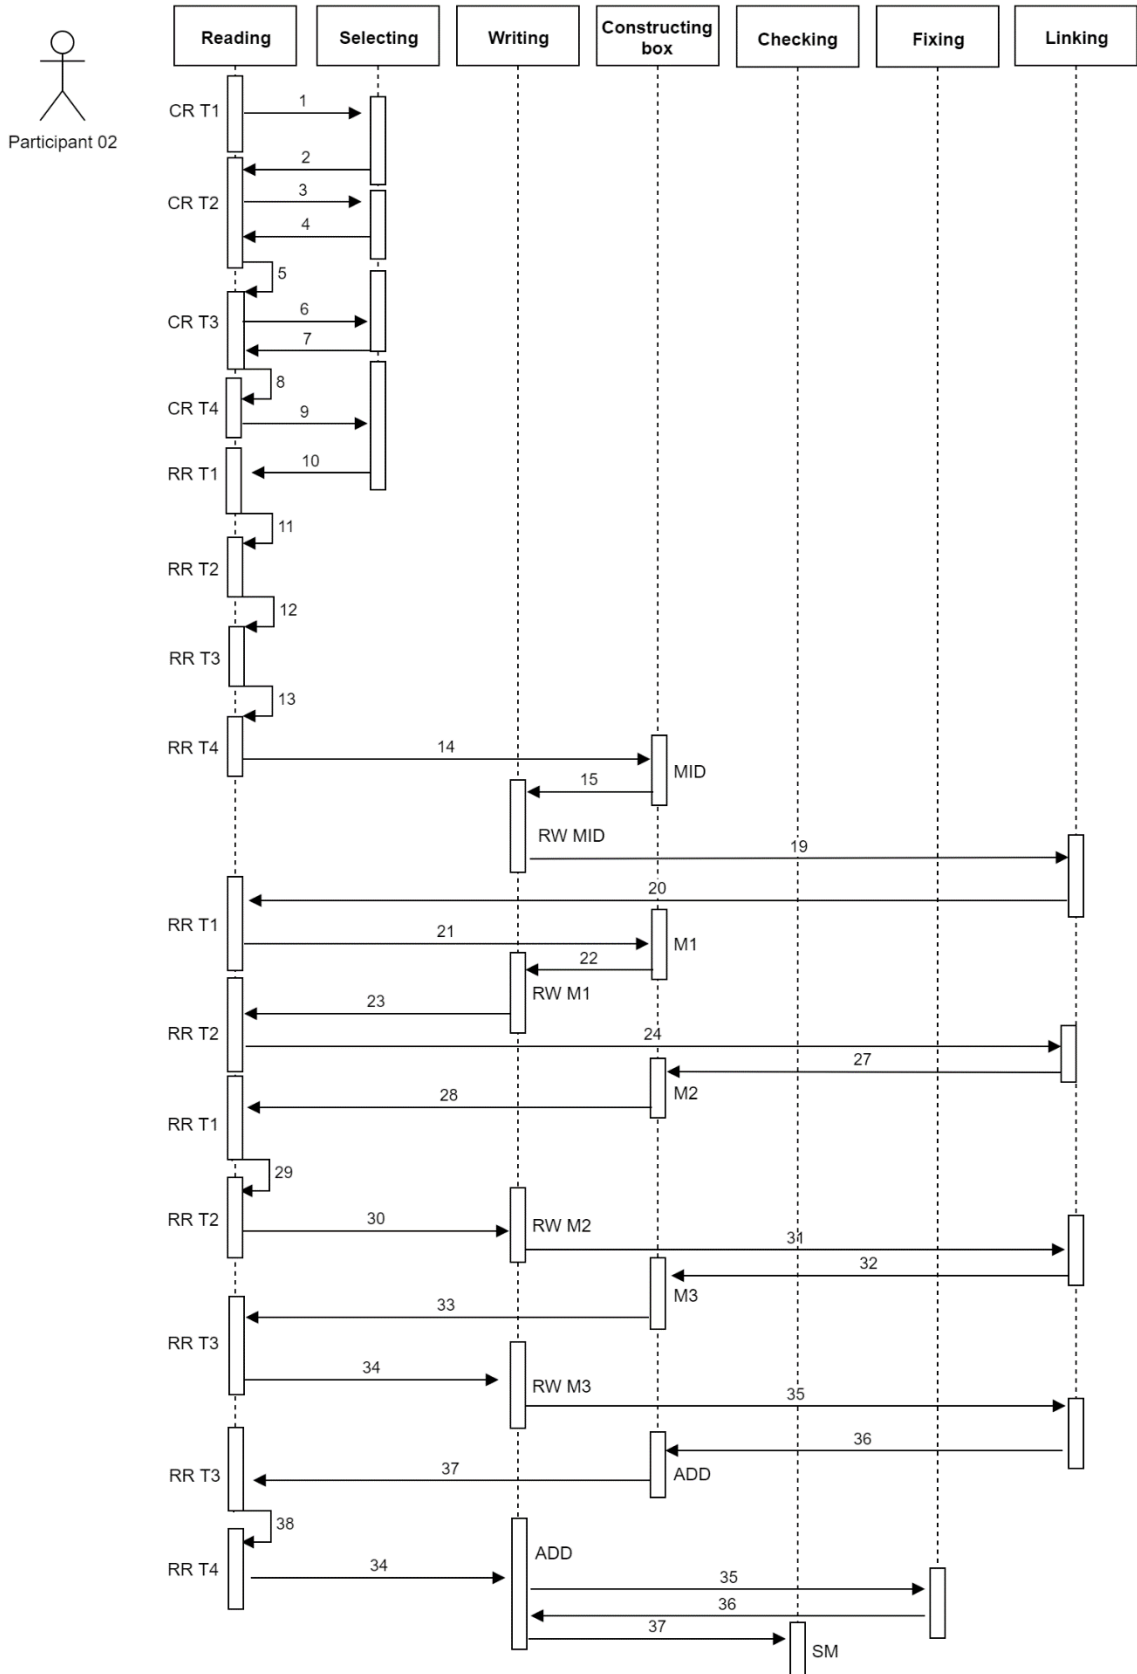 Reading
Selecting
Writing
Constructing
box
Checking
Fixing
Linking
Participant 02
CR T1
1
2
CR T2
3
4
5
CR T3
6
7
8
CR T4
9
RR T1
10
11
RR T2
12
RR T3
13
RR T4
14
MID
15
RW MID
19
20
RR T1
21
M1
22
RW M1
23
RR T2
24
27
M2
28
RR T1
29
RR T2
30
RW M2
31
32
M3
33
RR T3
34
RW M3
35
36
RR T3
37
ADD
38
ADD
RR T4
34
35
36
37
SM